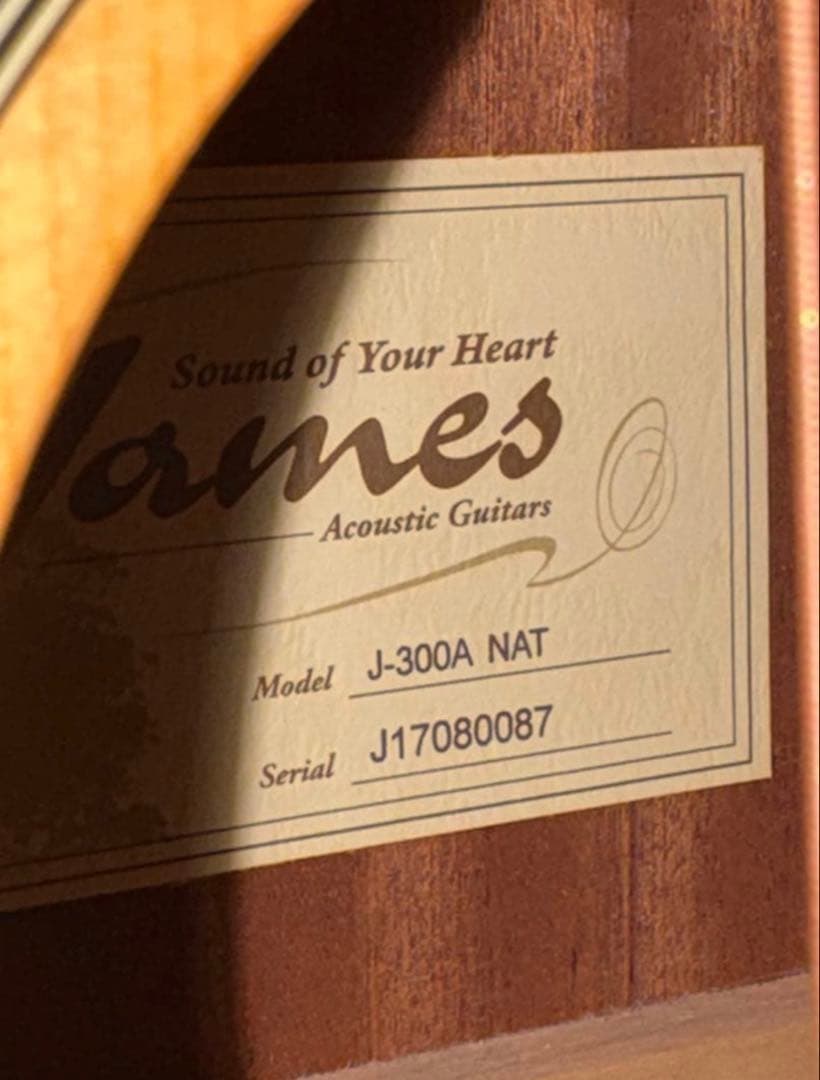 Sound of Your Heart
James
Acoustic Guitars
Model J-300A NAT
Serial J17080087